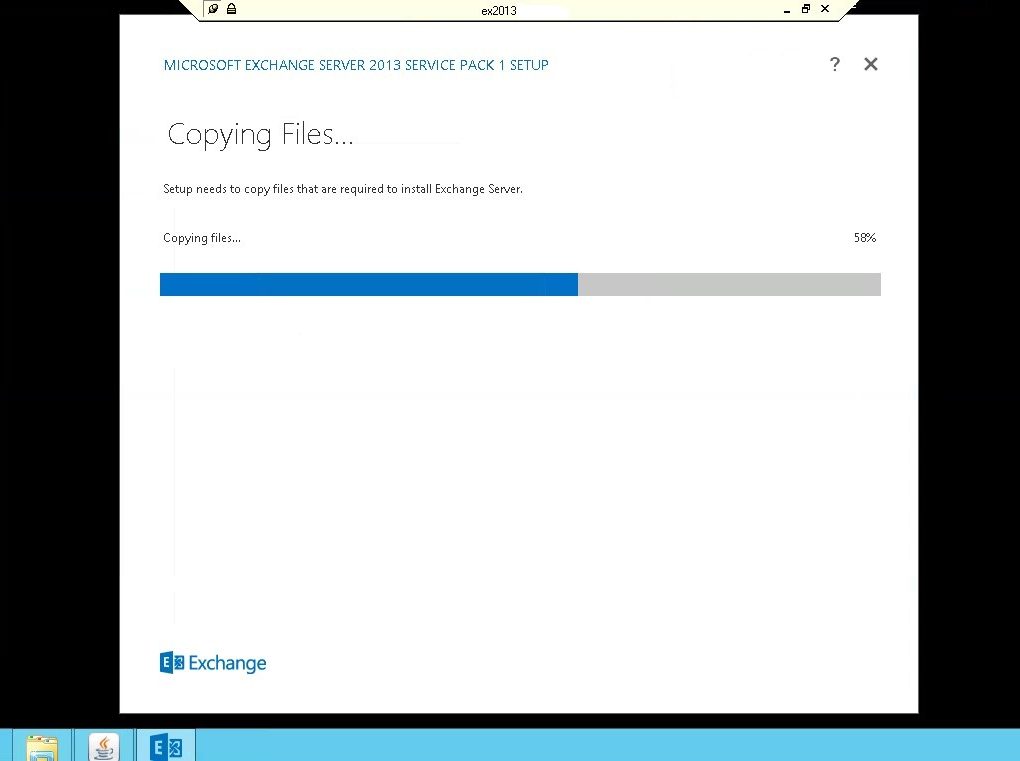 ex2013
MICROSOFT EXCHANGE SERVER 2013 SERVICE PACK 1 SETUP
?
Copying Files...
Setup needs to copy files that are required to install Exchange Server.
Copying files...
58%
E Exchange
E